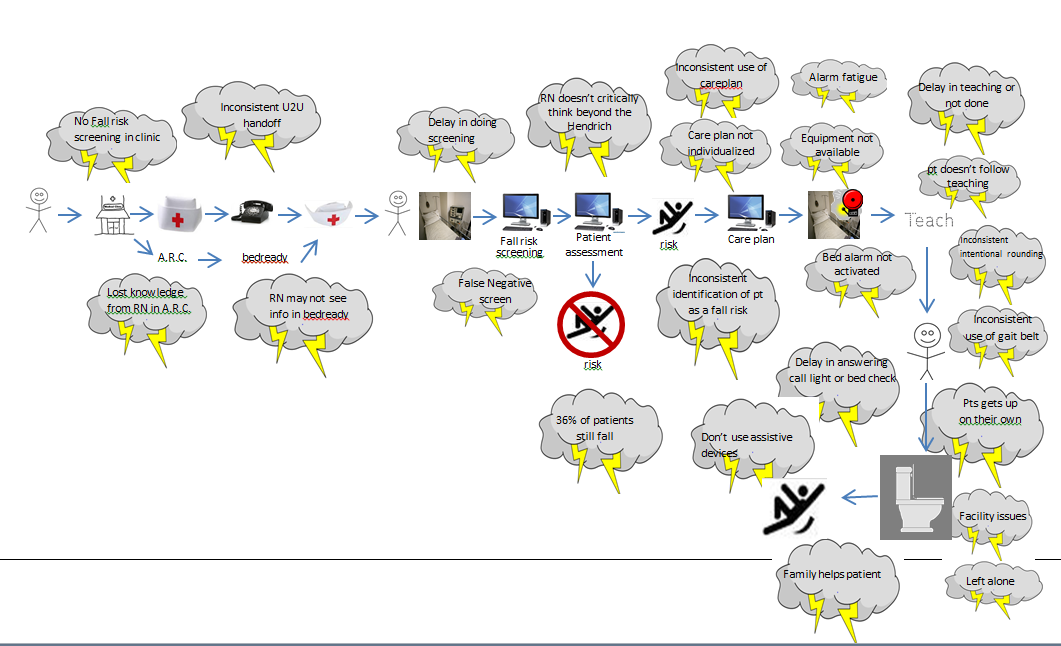 Inconsistent use of
careplan
Alarm fatigue
Delay in teaching or
not done
Inconsistent U2U
handoff
No Fall risk
screening in clinic
Delay in doing
screening
RN doesn't critically
think beyond the
Hendrich
Care plan not
individualized
Equipment not
available
pt doesn't follow
teaching
Teach
Fall risk
screening
Patient
assessment
risk
Care plan
A.R.C.
bedready
Inconsistent
intentional rounding
Bed alarm not
activated
Lost knowledge
from RN in A.R.C.
RN may not see
info in bedready
False Negative
screen
Inconsistent
identification of pt
as a fall risk
Inconsistent
use of gait belt
risk
Delay in answering
call light or bed check
Pts gets up
on their own
36% of patients
still fall
Don't use assistive
devices
Facility issues
Family helps patient
Left alone